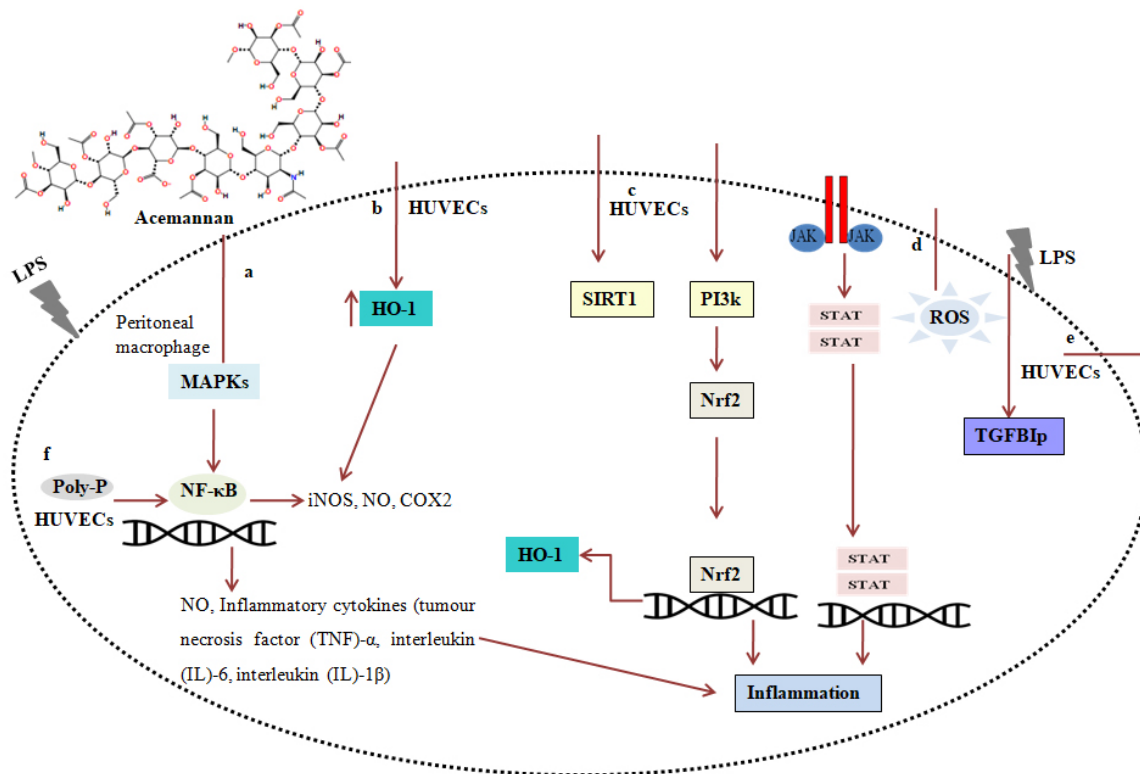 Acemannan
b
HUVECs
c
HUVECs
a
LPS
Peritoneal
macrophage
MAPKs
HO-1
SIRT1
PI3k
JAK
JAK
STAT
STAT
d
ROS
LPS
e
HUVECs
TGFBIp
Nrf2
f
Poly-P
HUVECs
NF-κB
iNOS, NO, COX2
NO, Inflammatory cytokines (tumour
necrosis factor (TNF)-α, interleukin
(IL)-6, interleukin (IL)-1β)
HO-1
Nrf2
STAT
STAT
Inflammation